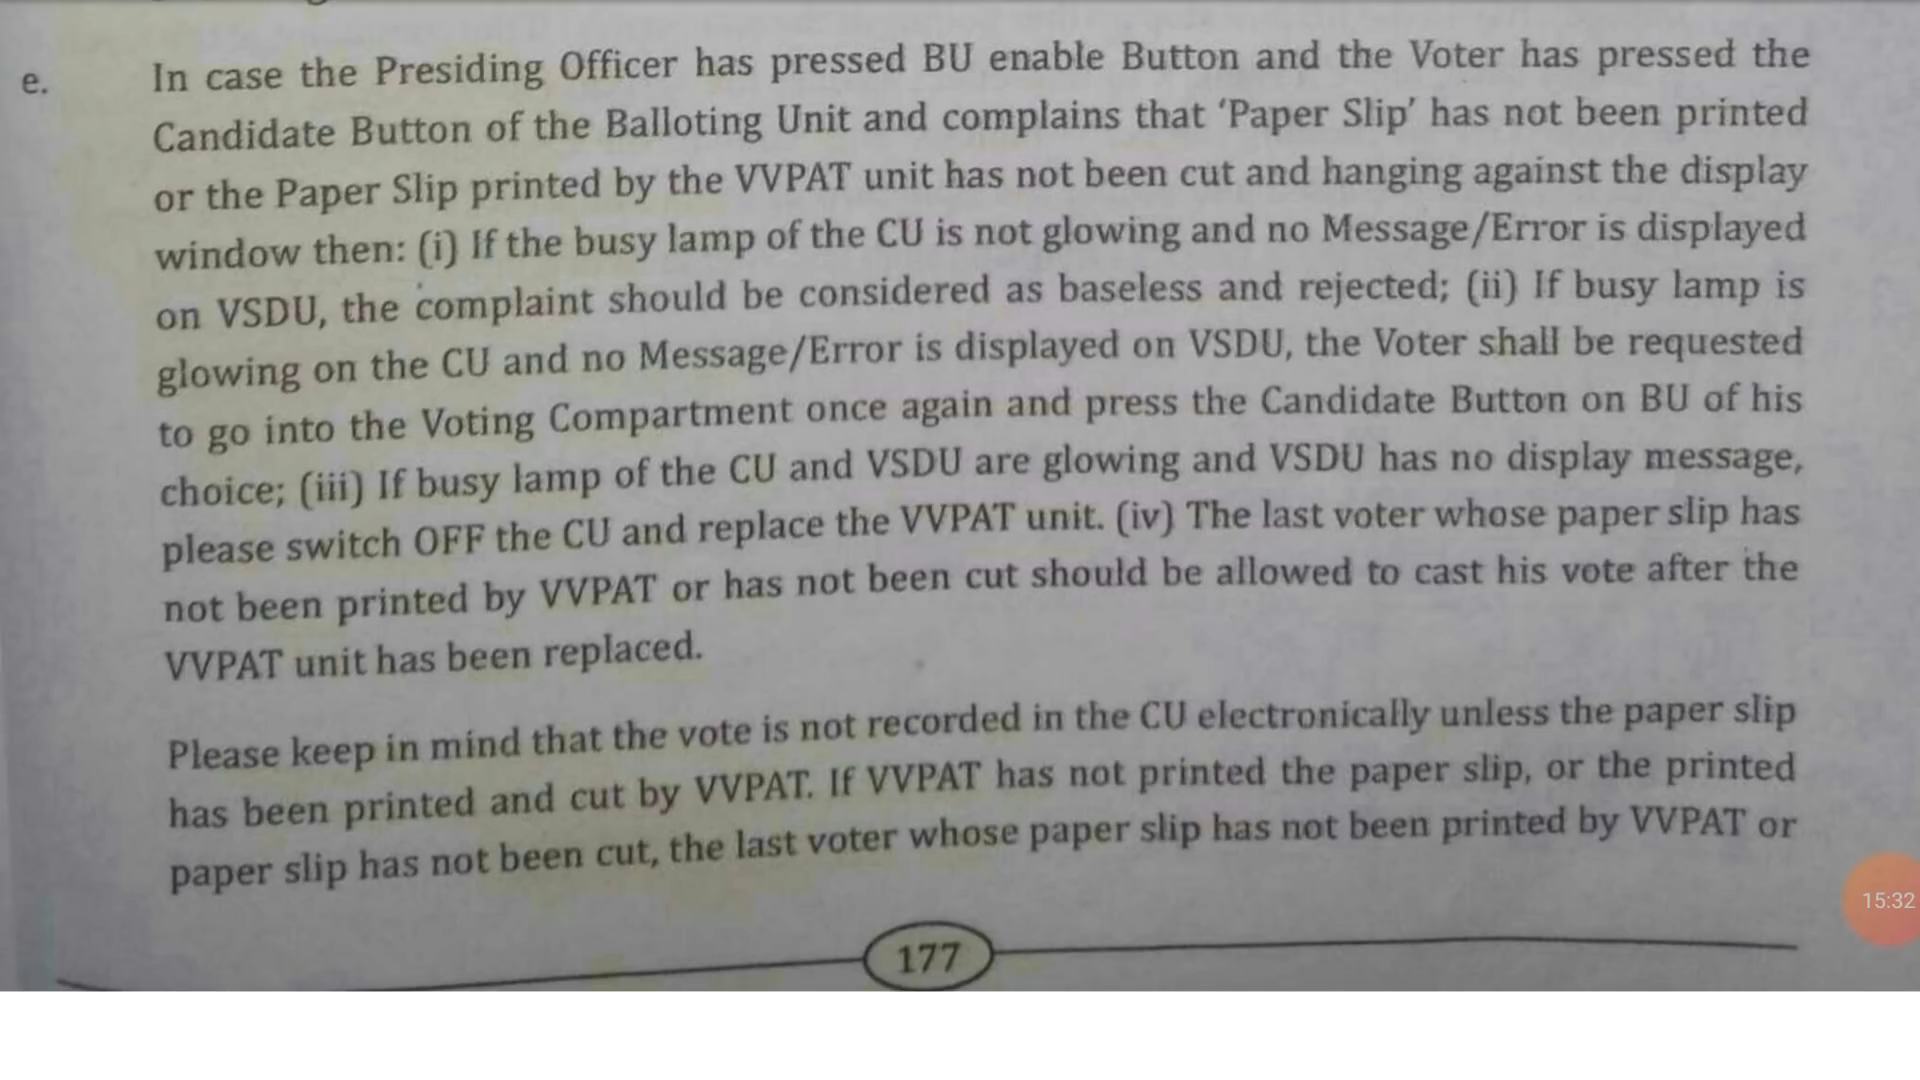 e. In case the Presiding Officer has pressed BU enable Button and the Voter has pressed the
Candidate Button of the Balloting Unit and complains that ‘Paper Slip’ has not been printed
or the Paper Slip printed by the VVPAT unit has not been cut and hanging against the display
window then: (i) If the busy lamp of the CU is not glowing and no Message/Error is displayed
on VSDU, the complaint should be considered as baseless and rejected; (ii) If busy lamp is
glowing on the CU and no Message/Error is displayed on VSDU, the Voter shall be requested
to go into the Voting Compartment once again and press the Candidate Button on BU of his
choice; (iii) If busy lamp of the CU and VSDU are glowing and VSDU has no display message,
please switch OFF the CU and replace the VVPAT unit. (iv) The last voter whose paper slip has
not been printed by VVPAT or has not been cut should be allowed to cast his vote after the
VVPAT unit has been replaced.
Please keep in mind that the vote is not recorded in the CU electronically unless the paper slip
has been printed and cut by VVPAT. If VVPAT has not printed the paper slip, or the printed
paper slip has not been cut, the last voter whose paper slip has not been printed by VVPAT or
15:32
177